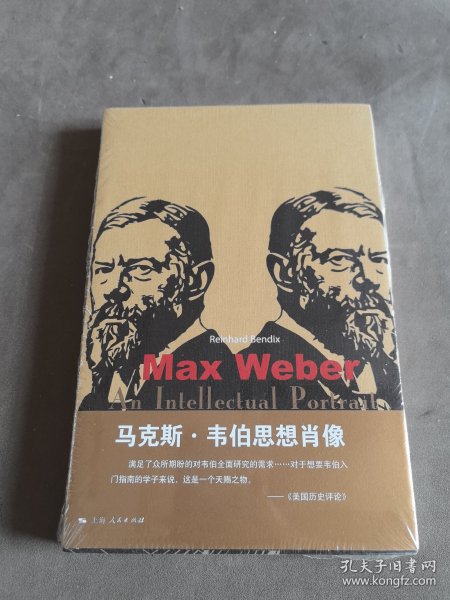 Reinhard Bendix
Max Weber
An Intellectual Portrait
马克斯·韦伯思想肖像
满足了众所期盼的对韦伯全面研究的需求……对于想要韦伯入
门指南的学子来说，这是一个天赐之物。
——《美国历史评论》
上海人民出版社
孔夫子旧书网
www.kongfz.com